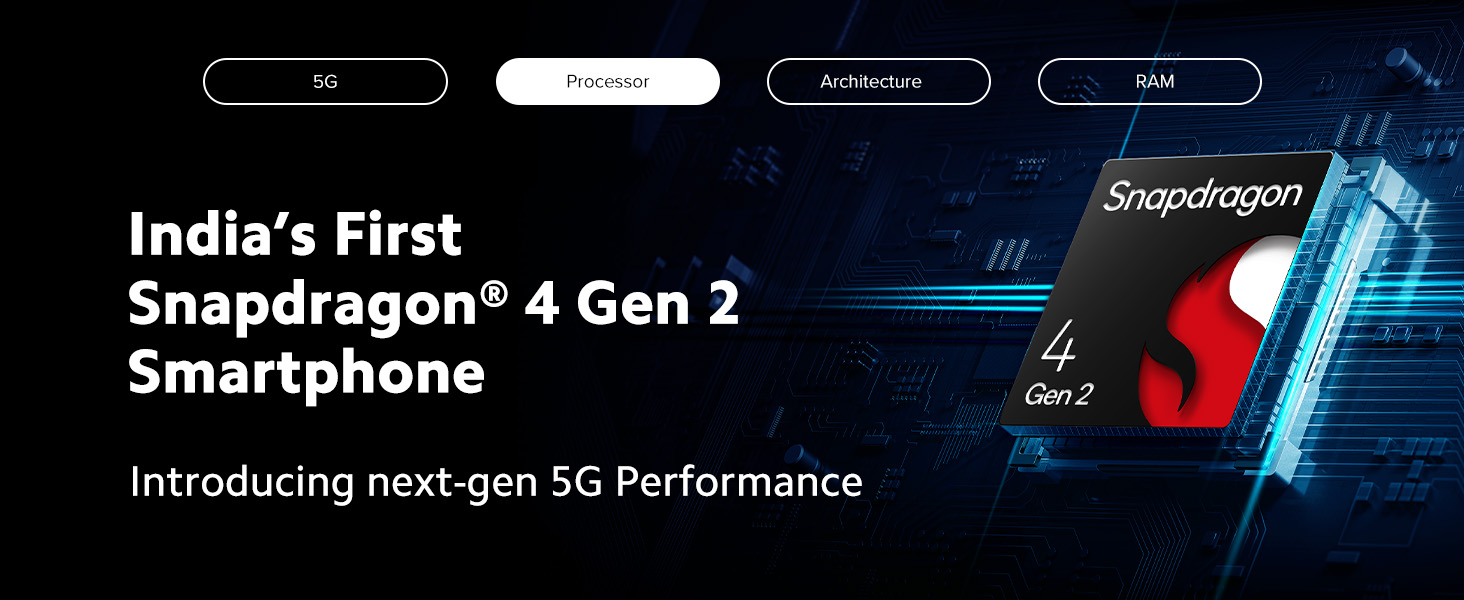 5G
Processor
Architecture
RAM
India’s First
Snapdragon® 4 Gen 2
Smartphone
Introducing next-gen 5G Performance
Snapdragon
4
Gen 2